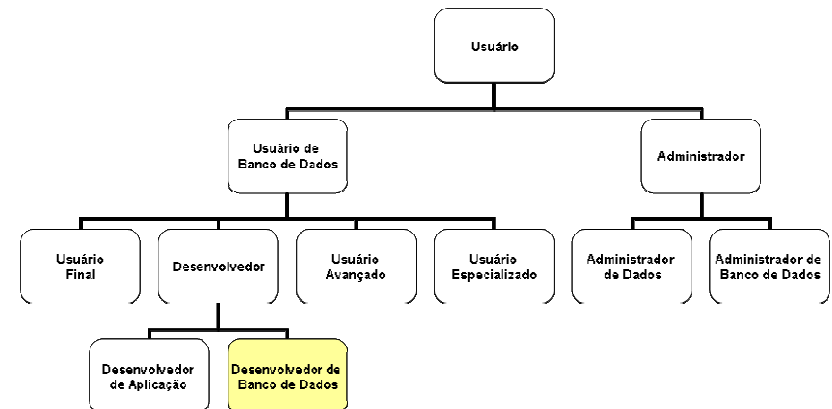 Usuário
Usuário de
Banco de Dados
Administrador
Usuário
Final
Desenvolvedor
Usuário
Avançado
Usuário
Especializado
Administrador
de Dados
Administrador de
Banco de Dados
Desenvolvedor
de Aplicação
Desenvolvedor de
Banco de Dados